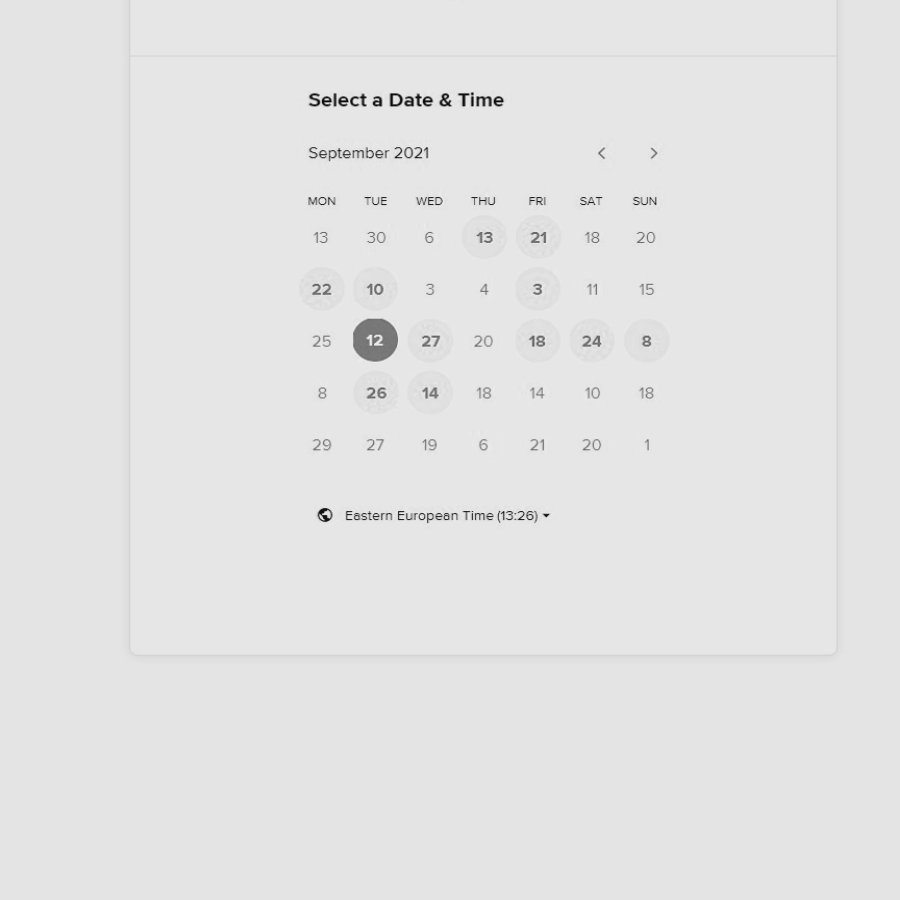 Select a Date & Time
September 2021
MON TUE WED THU FRI SAT SUN
13 30 6 13 21 18 20
22 10 3 4 3 11 15
25 12 27 20 18 24 8
8 26 14 18 14 10 18
29 27 19 6 21 20 1
Eastern European Time (13:26)